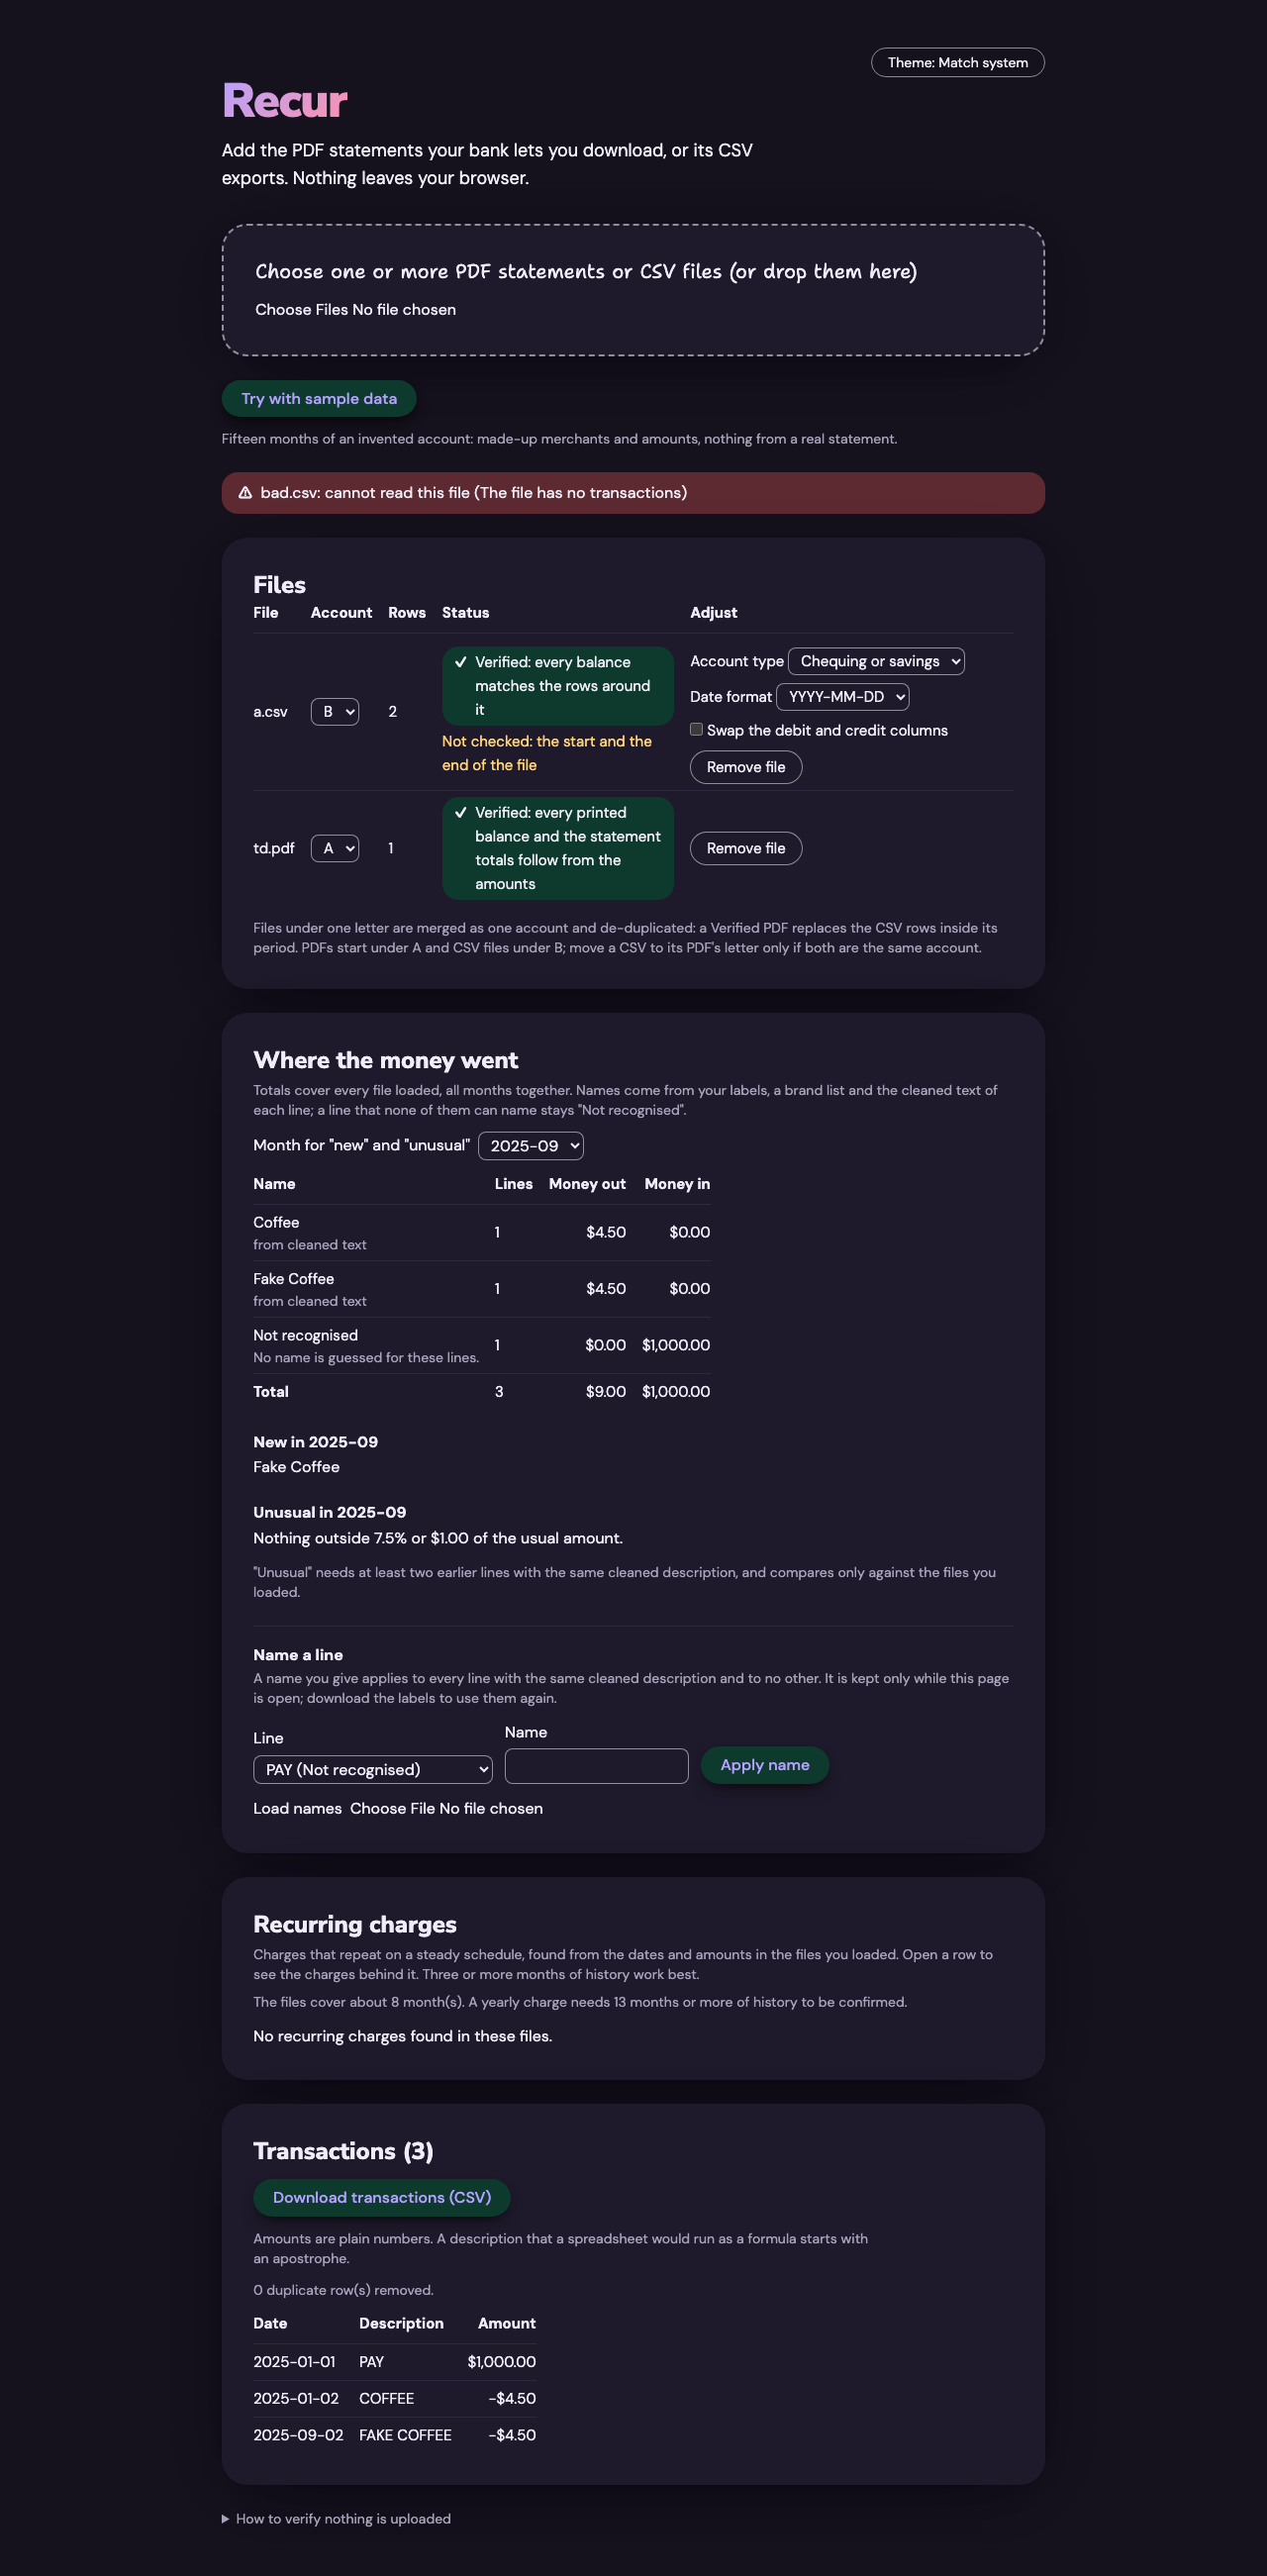 Theme: Match system
Recur
Add the PDF statements your bank lets you download, or its CSV
exports. Nothing leaves your browser.
Choose one or more PDF statements or CSV files (or drop them here)
Choose Files No file chosen
Try with sample data
Fifteen months of an invented account: made-up merchants and amounts, nothing from a real statement.
⚠ bad.csv: cannot read this file (The file has no transactions)
Files
File Account Rows Status Adjust
a.csv B 2
✓ Verified: every balance
matches the rows around
it
Not checked: the start and the
end of the file
Account type Chequing or savings
Date format YYYY-MM-DD
Swap the debit and credit columns
Remove file
td.pdf A 1
✓ Verified: every printed
balance and the statement
totals follow from the
amounts
Remove file
Files under one letter are merged as one account and de-duplicated: a Verified PDF replaces the CSV rows inside its
period. PDFs start under A and CSV files under B; move a CSV to its PDF's letter only if both are the same account.
Where the money went
Totals cover every file loaded, all months together. Names come from your labels, a brand list and the cleaned text of
each line; a line that none of them can name stays "Not recognised".
Month for "new" and "unusual" 2025-09
Name Lines Money out Money in
Coffee 1 $4.50 $0.00
from cleaned text
Fake Coffee 1 $4.50 $0.00
from cleaned text
Not recognised 1 $0.00 $1,000.00
No name is guessed for these lines.
Total 3 $9.00 $1,000.00
New in 2025-09
Fake Coffee
Unusual in 2025-09
Nothing outside 7.5% or $1.00 of the usual amount.
"Unusual" needs at least two earlier lines with the same cleaned description, and compares only against the files you
loaded.
Name a line
A name you give applies to every line with the same cleaned description and to no other. It is kept only while this page
is open; download the labels to use them again.
Line
PAY (Not recognised)
Name
Apply name
Load names Choose File No file chosen
Recurring charges
Charges that repeat on a steady schedule, found from the dates and amounts in the files you loaded. Open a row to
see the charges behind it. Three or more months of history work best.
The files cover about 8 month(s). A yearly charge needs 13 months or more of history to be confirmed.
No recurring charges found in these files.
Transactions (3)
Download transactions (CSV)
Amounts are plain numbers. A description that a spreadsheet would run as a formula starts with
an apostrophe.
0 duplicate row(s) removed.
Date Description Amount
2025-01-01 PAY $1,000.00
2025-01-02 COFFEE -$4.50
2025-09-02 FAKE COFFEE -$4.50
▶ How to verify nothing is uploaded